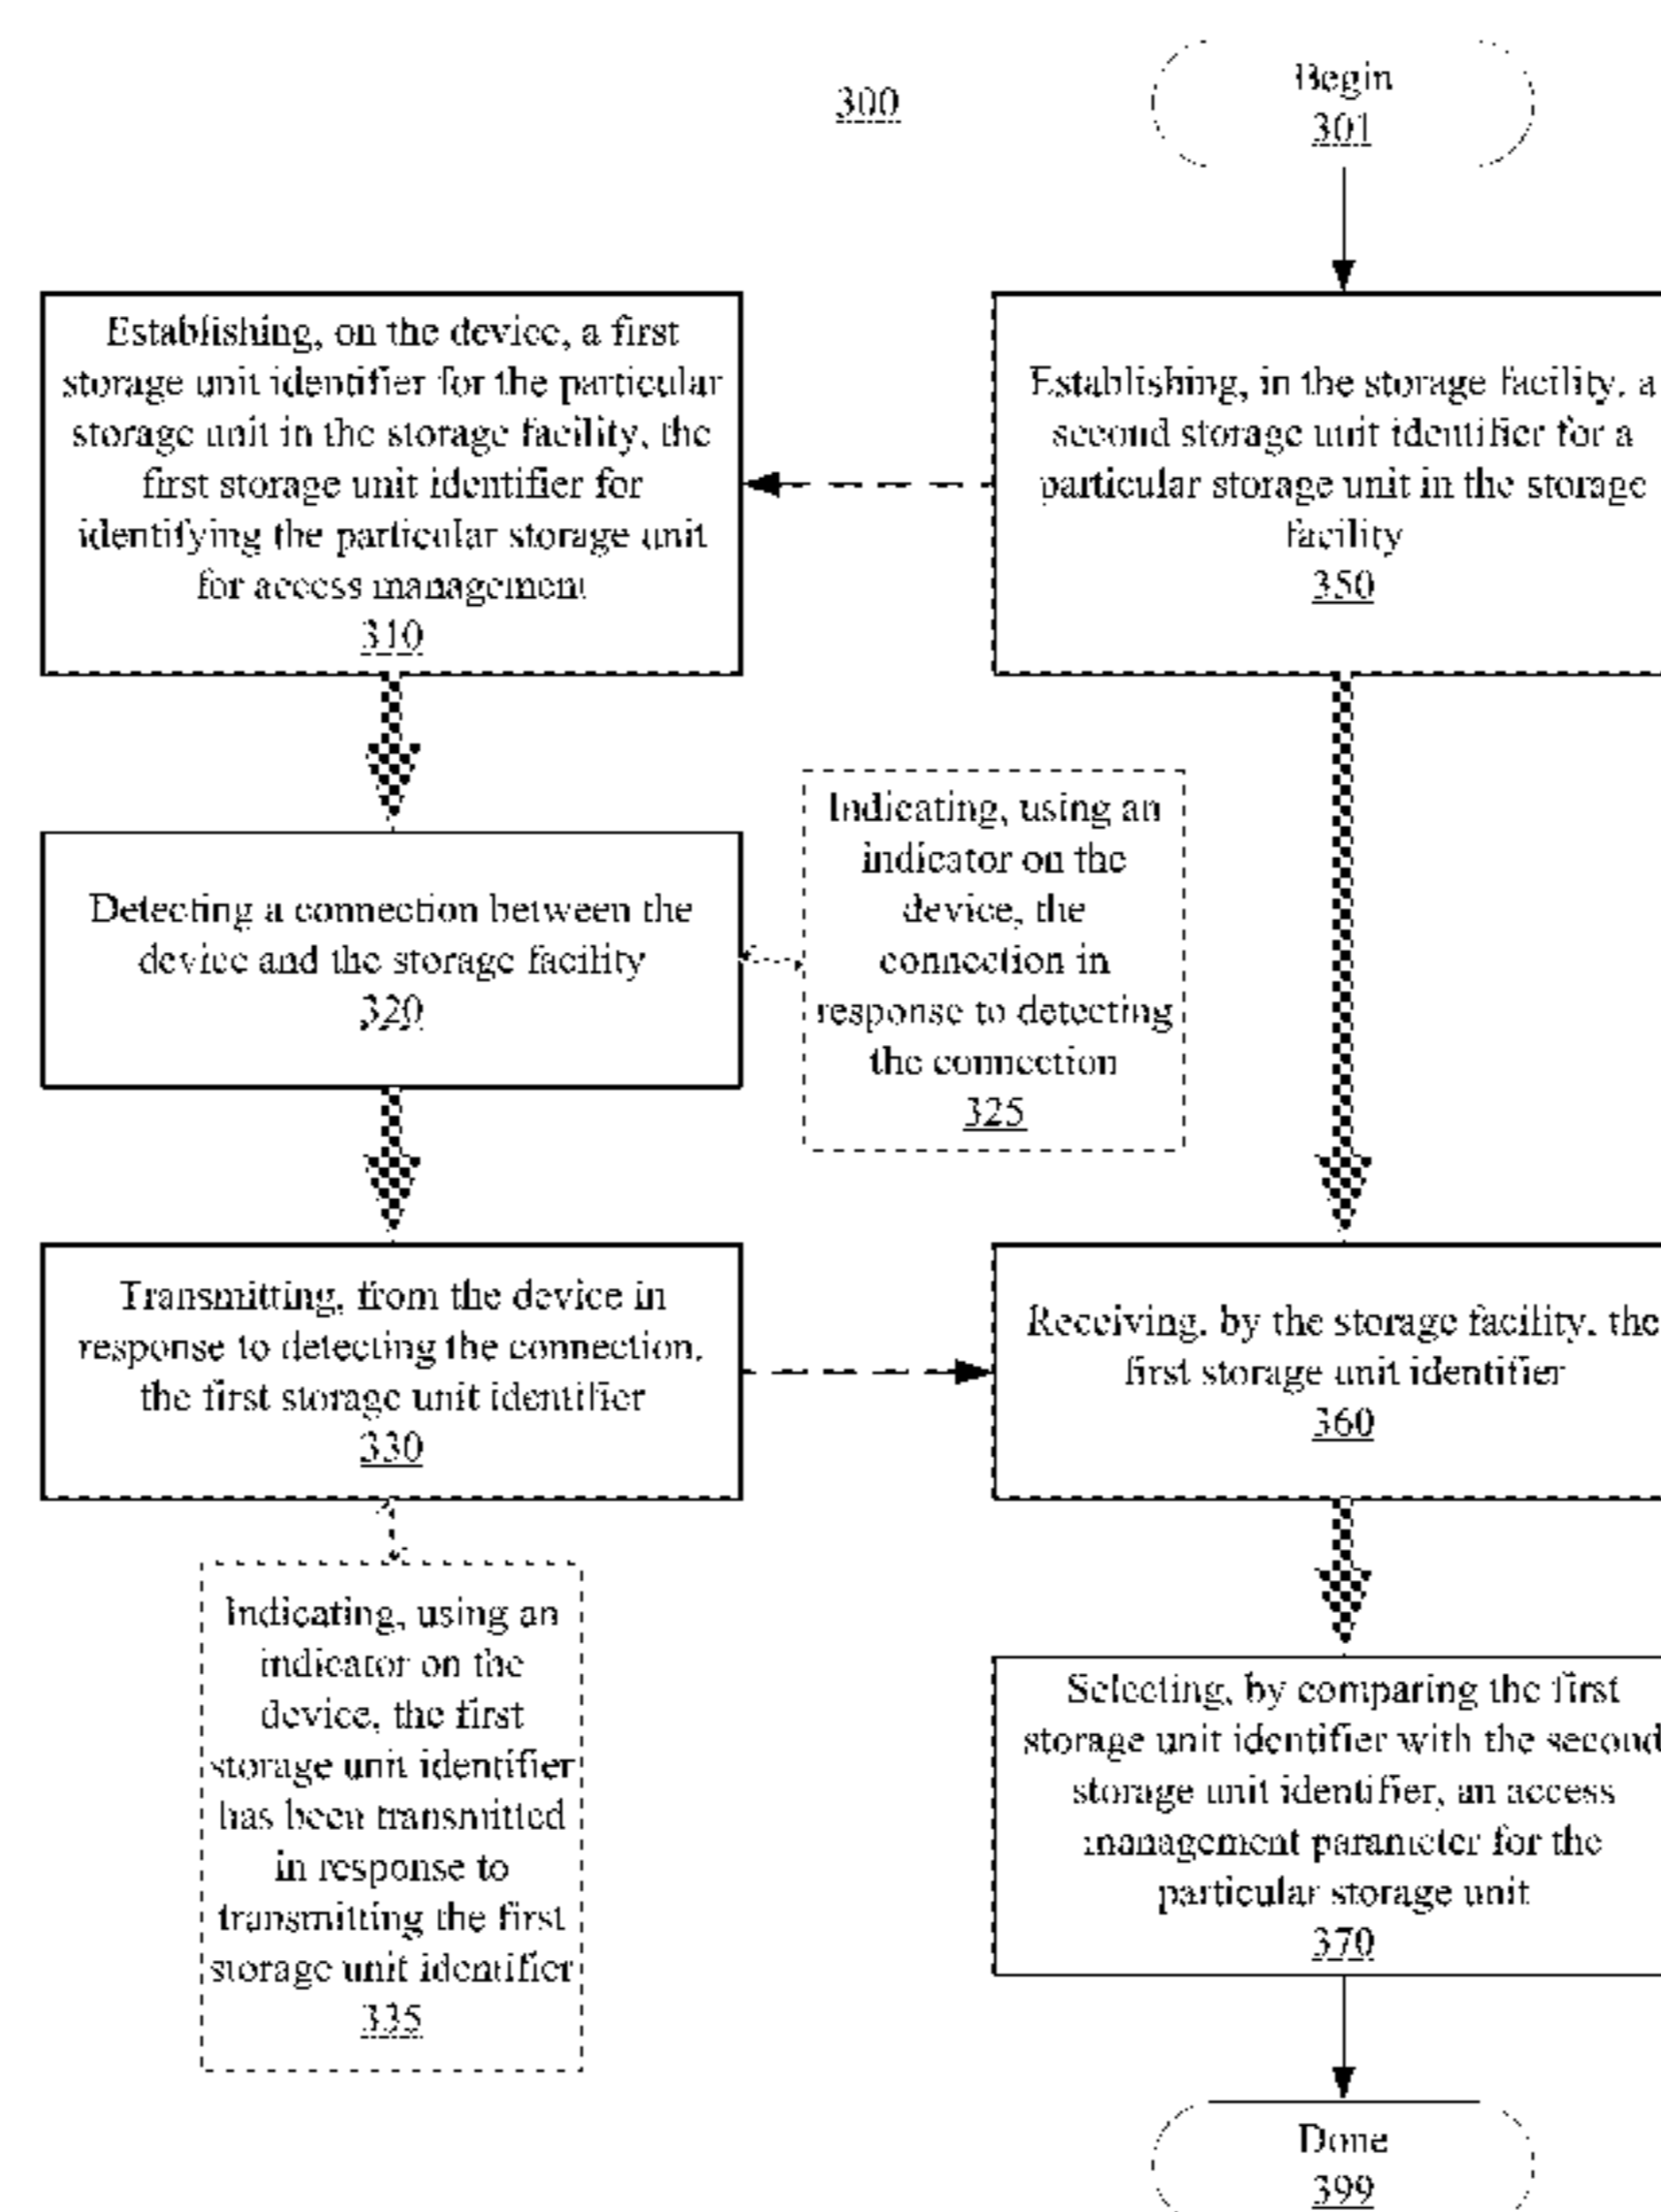 300
Begin
301
Establishing, on the device, a first
storage unit identifier for the particular
storage unit in the storage facility, the
first storage unit identifier for
identifying the particular storage unit
for access management
310
Establishing, in the storage facility, a
second storage unit identifier for a
particular storage unit in the storage
facility
350
Detecting a connection between the
device and the storage facility
320
Indicating, using an
indicator on the
device, the
connection in
response to detecting
the connection
325
Transmitting, from the device in
response to detecting the connection,
the first storage unit identifier
330
Receiving, by the storage facility, the
first storage unit identifier
360
Indicating, using an
indicator on the
device, the first
storage unit identifier
has been transmitted
in response to
transmitting the first
storage unit identifier
335
Selecting, by comparing the first
storage unit identifier with the second
storage unit identifier, an access
management parameter for the
particular storage unit
370
Done
399